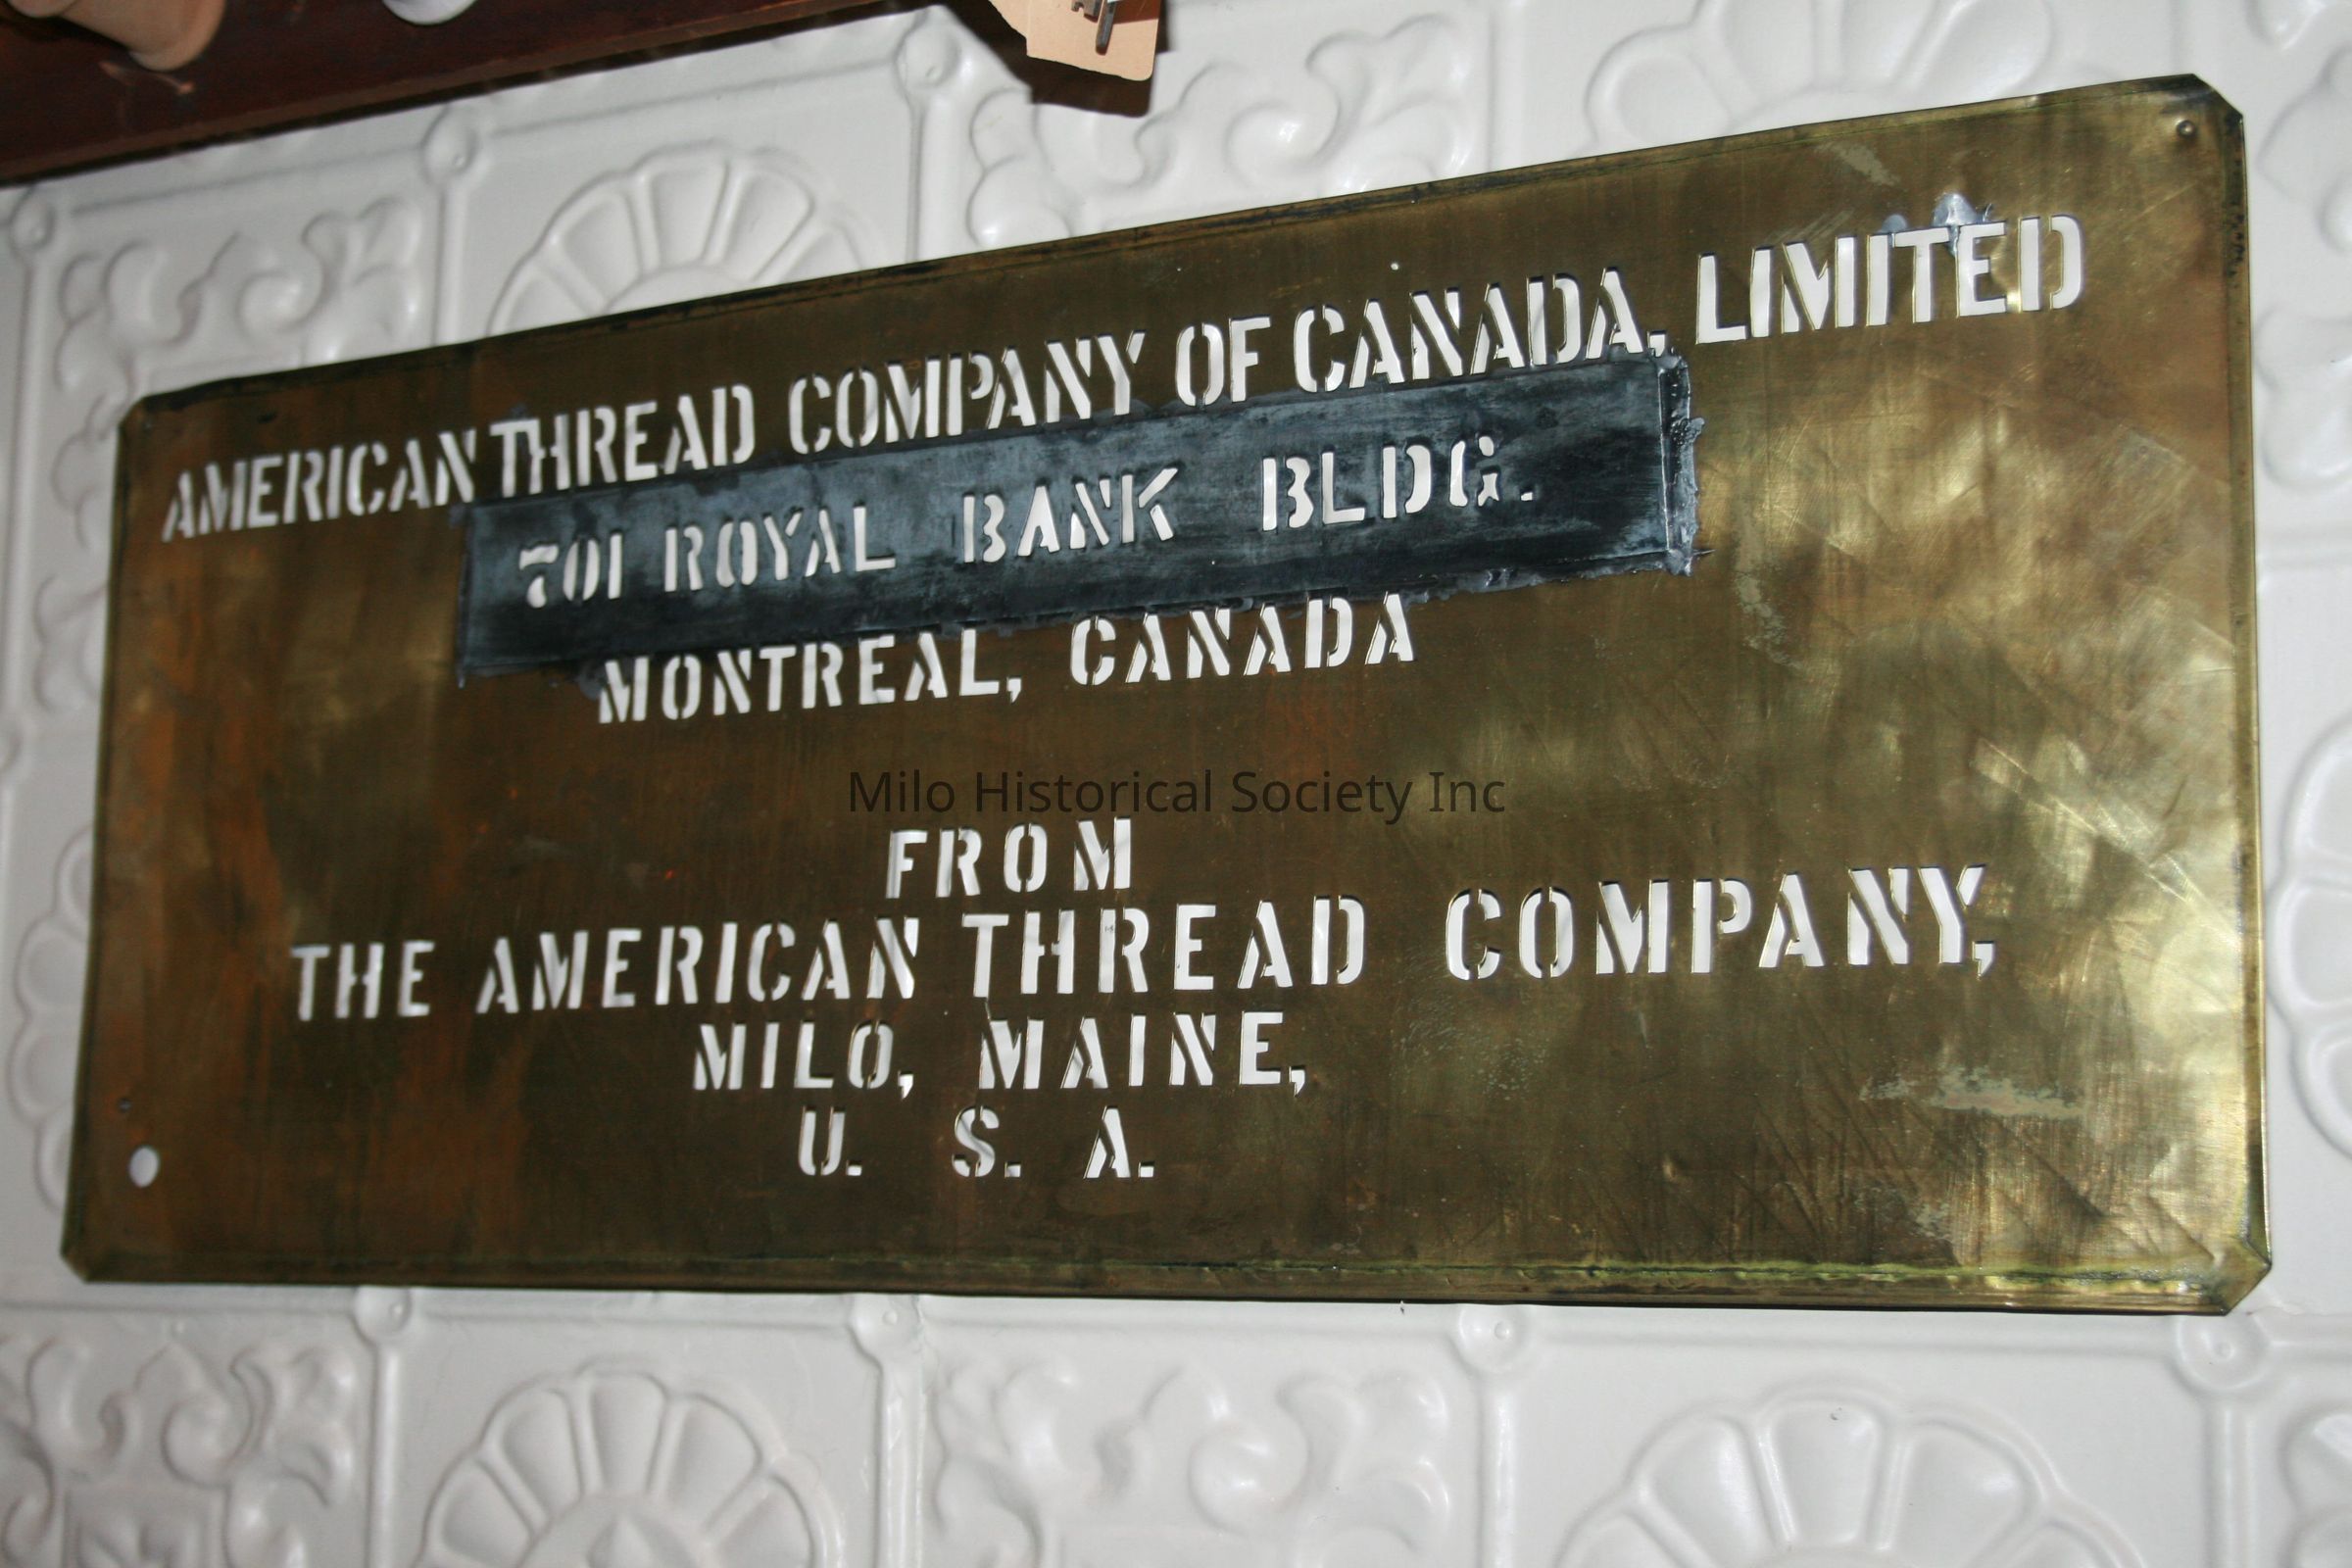 AMERICAN THREAD COMPANY OF CANADA, LIMITED
701 ROYAL BANK BLDG.
MONTREAL, CANADA
Milo Historical Society Inc
FROM
THE AMERICAN THREAD COMPANY,
MILO, MAINE,
U. S. A.